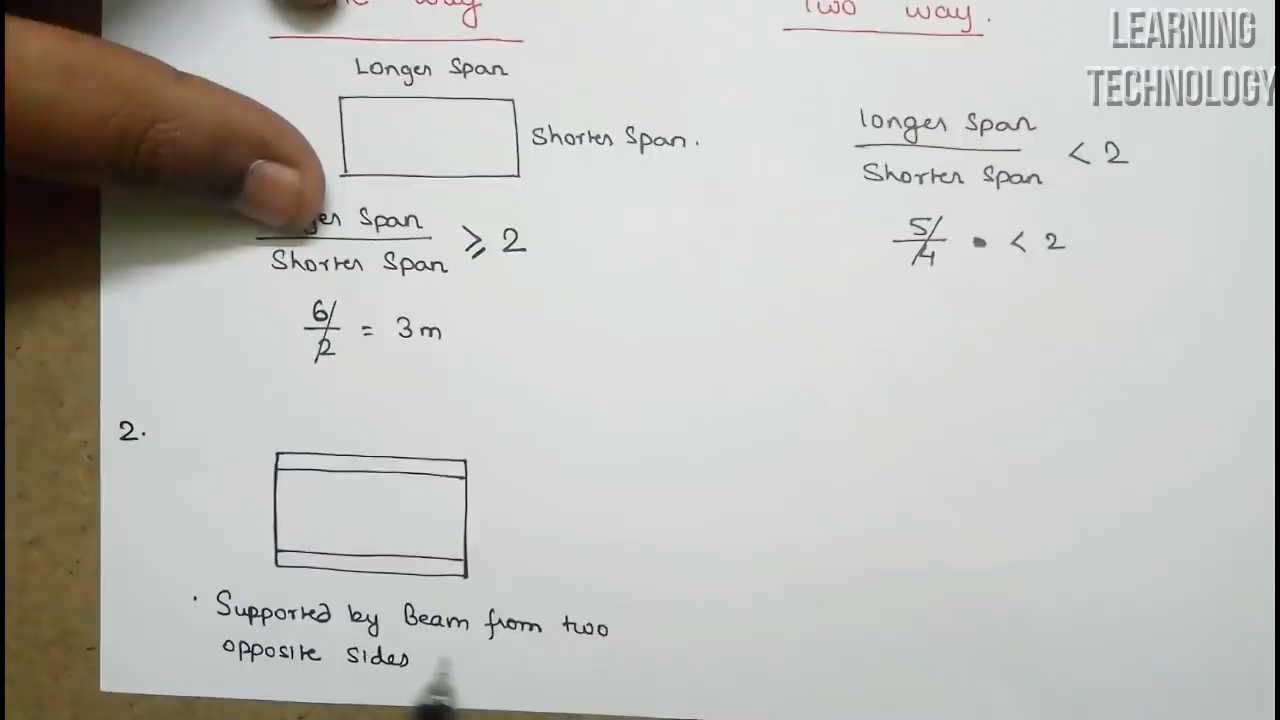 way
Two way.
LEARNING
TECHNOLOGY
Longer Span
Shorter Span.
Span
Shorter Span
≥ 2
6/2 = 3m
longer Span
Shorter Span
< 2
5/4 < 2
2.
. Supported by Beam from two
opposite sides